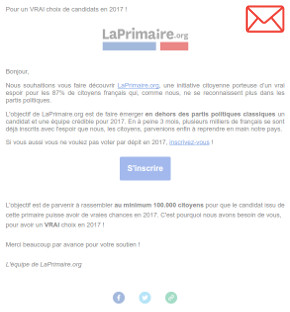 Pour un VRAI choix de candidats en 2017 !
LaPrimaire.org
Bonjour,
Nous souhaitions vous faire découvrir LaPrimaire.org, une initiative citoyenne porteuse d'un vrai
espoir pour les 87% de citoyens français qui, comme nous, ne se reconnaissent plus dans les
partis politiques.
L'objectif de LaPrimaire.org est de faire émerger en dehors des partis politiques classiques un
candidat et une équipe crédible pour 2017. En à peine 3 mois, plusieurs milliers de français se sont
déjà inscrits avec l'espoir que nous, les citoyens, parvenions enfin à reprendre en main notre pays.
Si vous aussi vous ne voulez pas voter par dépit en 2017, inscrivez-vous !
S'inscrire
L'objectif est de parvenir à rassembler au minimum 100.000 citoyens pour que le candidat issu de
cette primaire puisse avoir de vraies chances en 2017. C'est pourquoi nous avons besoin de vous,
pour avoir un VRAI choix en 2017 !
Merci beaucoup par avance pour votre soutien !
L'équipe de LaPrimaire.org